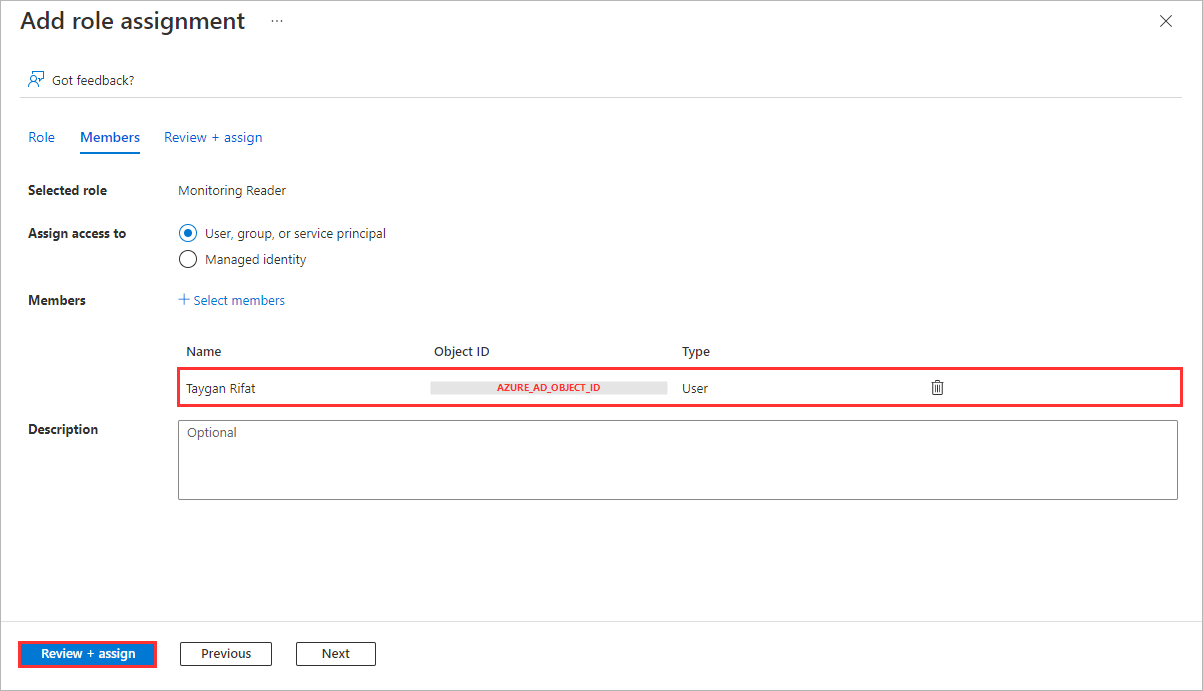 Add role assignment ...
Got feedback?
Role Members Review + assign
Selected role Monitoring Reader
Assign access to User, group, or service principal
Managed identity
Members + Select members
Name Object ID Type
Taygan Rifat AZURE_AD_OBJECT_ID User
Description Optional
Review + assign Previous Next